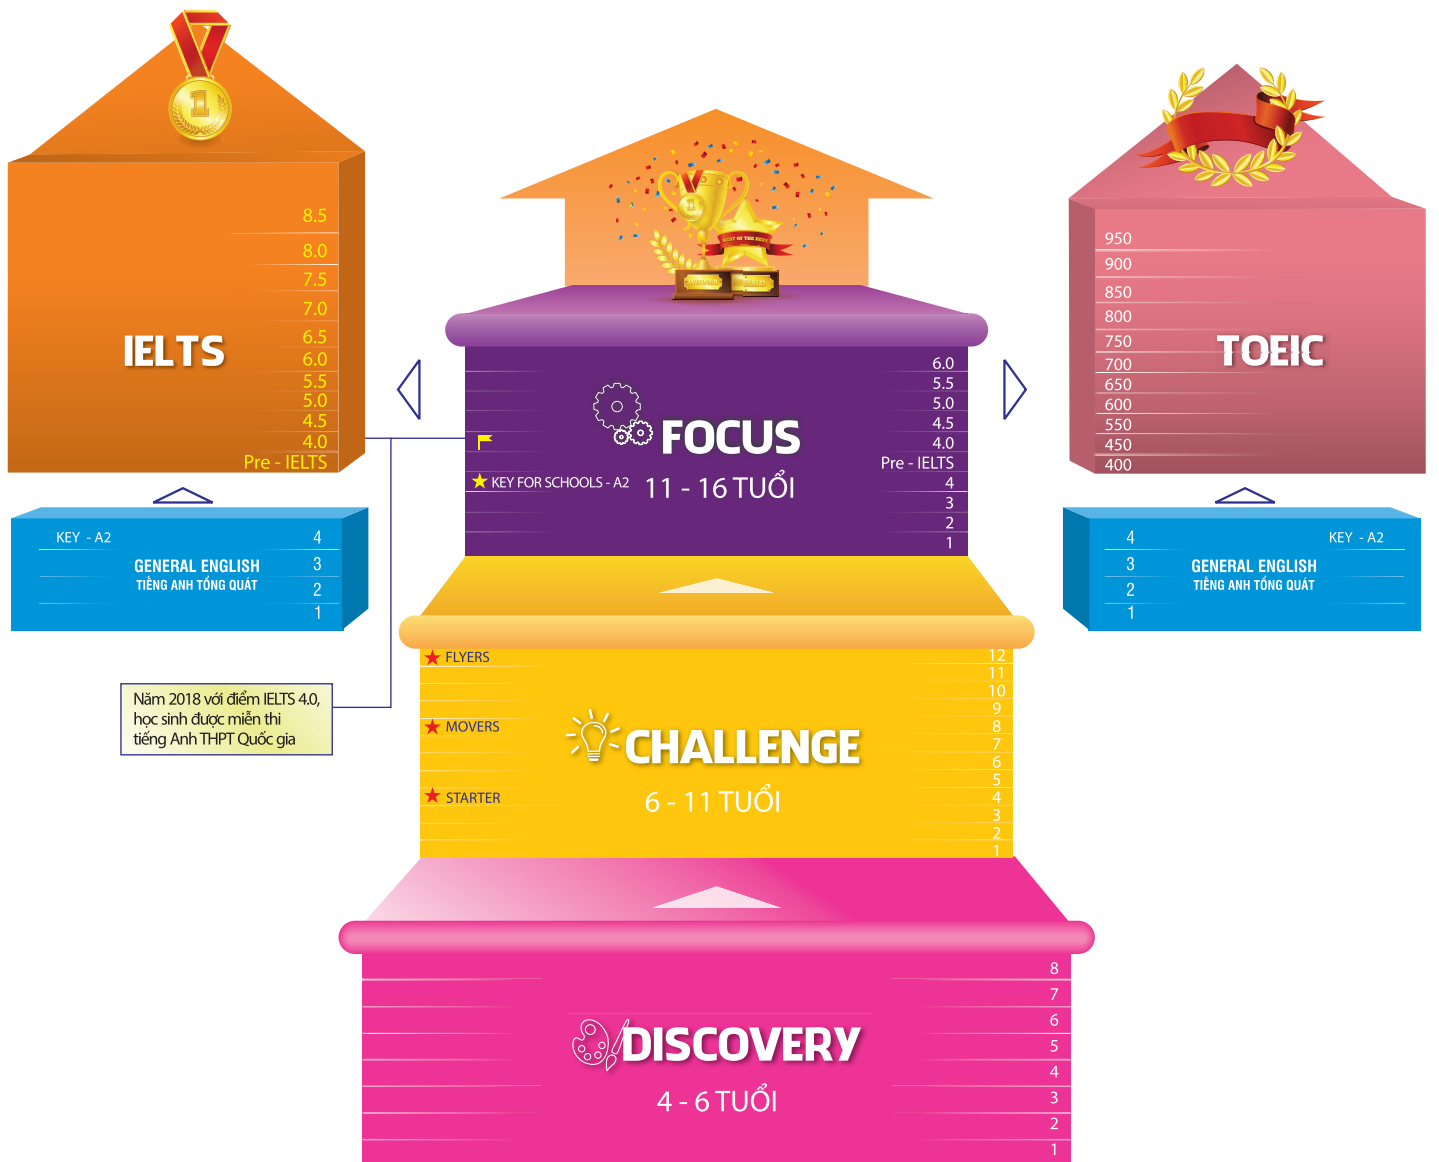 1
8.5
8.0
7.5
7.0
6.5
6.0
5.5
5.0
4.5
4.0
Pre - IELTS
IELTS
KEY - A2
4
3
2
1
GENERAL ENGLISH
TIẾNG ANH TỔNG QUÁT
Năm 2018 với điểm IELTS 4.0,
học sinh được miễn thi
tiếng Anh THPT Quốc gia
1
BEST OF THE BEST
6.0
5.5
5.0
4.5
4.0
Pre - IELTS
4
3
2
1
FOCUS
11 - 16 TUỔI
KEY FOR SCHOOLS - A2
FLYERS
MOVERS
STARTER
CHALLENGE
6 - 11 TUỔI
12
11
10
9
8
7
6
5
4
3
2
1
DISCOVERY
4 - 6 TUỔI
8
7
6
5
4
3
2
1
950
900
850
800
750
700
650
600
550
450
400
TOEIC
4
3
2
1
KEY - A2
GENERAL ENGLISH
TIẾNG ANH TỔNG QUÁT